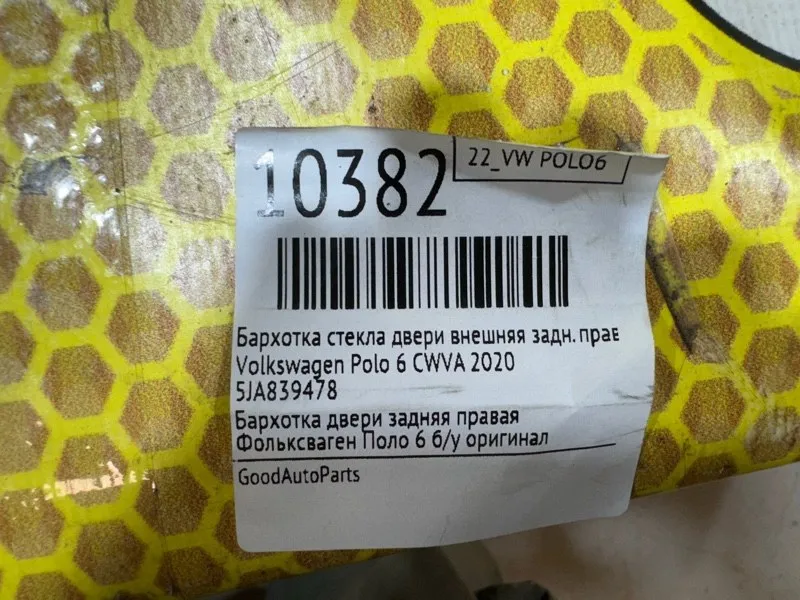 10382
22_VW POLO6
Бархотка стекла двери внешняя задн. прав
Volkswagen Polo 6 CWVA 2020
5JA839478
Бархотка двери задняя правая
Фольксваген Поло 6 б/у оригинал
GoodAutoParts